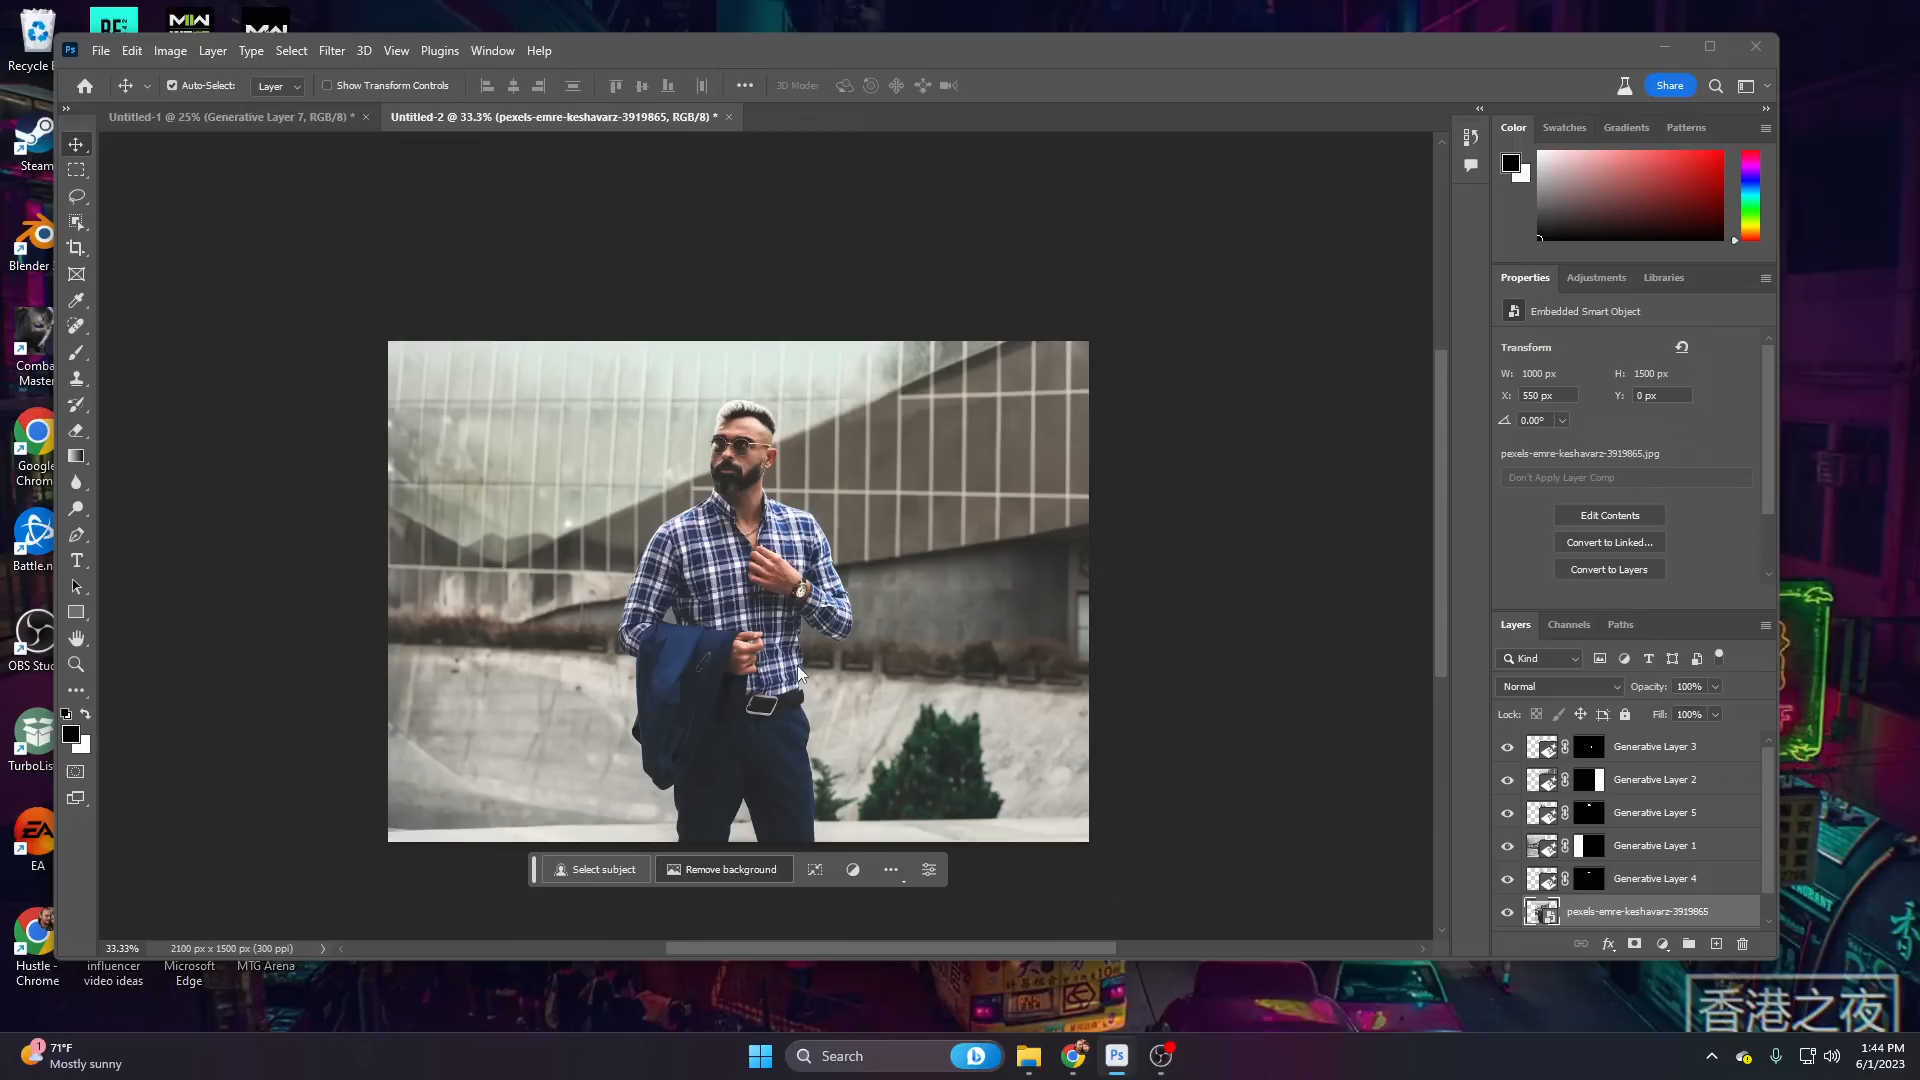 Recycle B
File Edit Image Layer Type Select Filter 3D View Plugins Window Help
Auto-Select: Layer Show Transform Controls 3D Mode: Share
Untitled-1 @ 25% (Generative Layer 7, RGB/8) * Untitled-2 @ 33.3% (pexels-emre-keshavarz-3919865, RGB/8) *
Color Swatches Gradients Patterns
Steam
Blender
Comba
Master
Google
Chrom
Battle.n
OBS Stud
TurboLis
EA
Hustle -
Chrome
influencer
video ideas
Microsoft
Edge
MTG Arena
Properties Adjustments Libraries
Embedded Smart Object
Transform
W: 1000 px H: 1500 px
X: 550 px Y: 0 px
0.00°
pexels-emre-keshavarz-3919865.jpg
Don't Apply Layer Comp
Edit Contents
Convert to Linked...
Convert to Layers
Layers Channels Paths
Kind
Normal Opacity: 100%
Lock: Fill: 100%
Generative Layer 3
Generative Layer 2
Generative Layer 5
Generative Layer 1
Generative Layer 4
pexels-emre-keshavarz-3919865
fx
Select subject Remove background
33.33% 2100 px x 1500 px (300 ppi)
香港之夜
71°F
Mostly sunny
Search
Ps
1:44 PM
6/1/2023